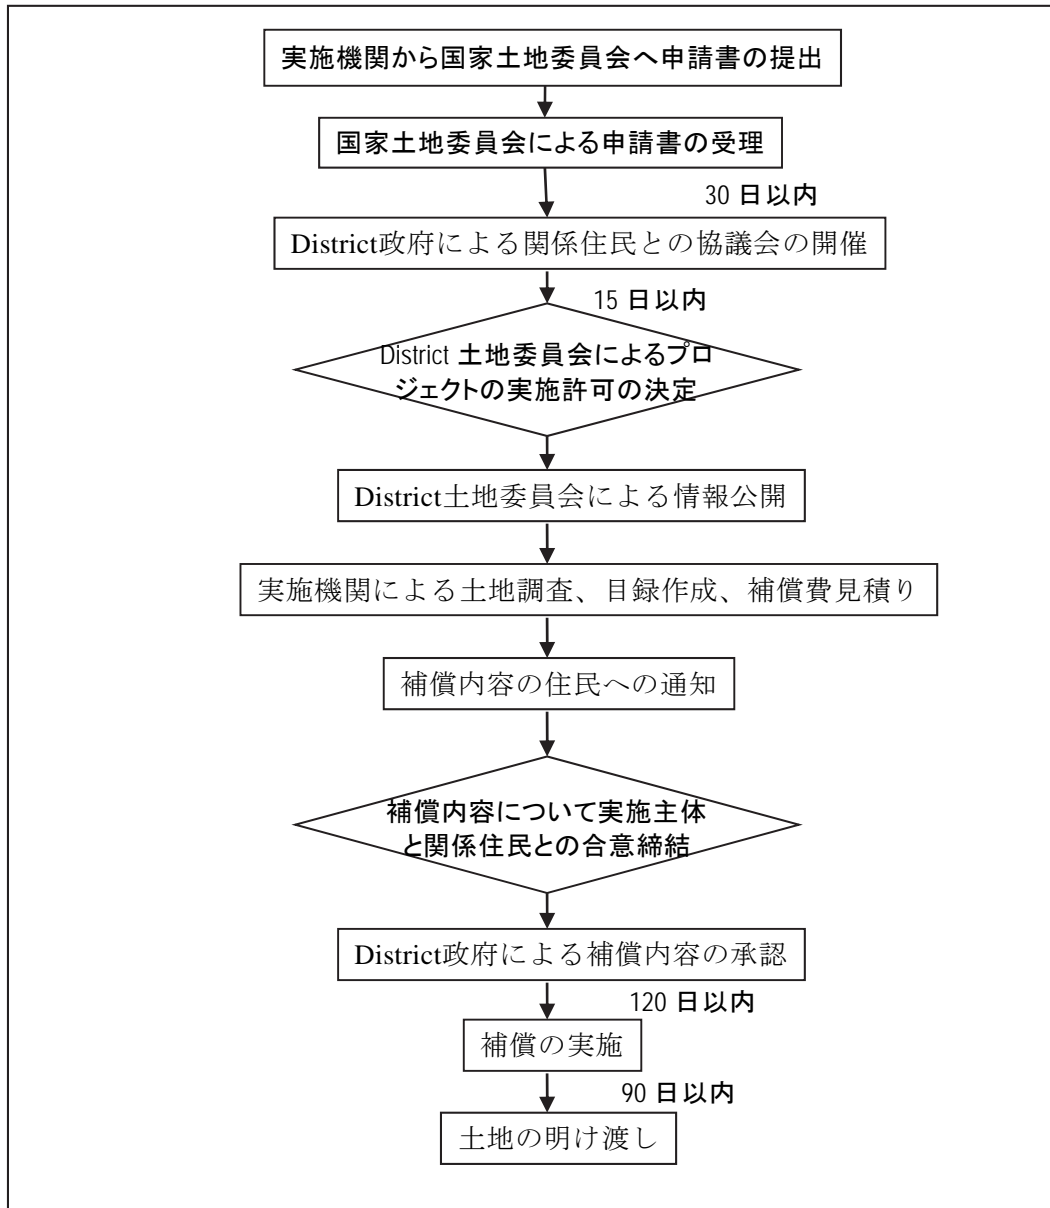 実施機関から国家土地委員会へ申請書の提出
国家土地委員会による申請書の受理
30 日以内
District政府による関係住民との協議会の開催
15 日以内
District 土地委員会によるプロ
ジェクトの実施許可の決定
District土地委員会による情報公開
実施機関による土地調査、目録作成、補償費見積り
補償内容の住民への通知
補償内容について実施主体
と関係住民との合意締結
District政府による補償内容の承認
120 日以内
補償の実施
90 日以内
土地の明け渡し